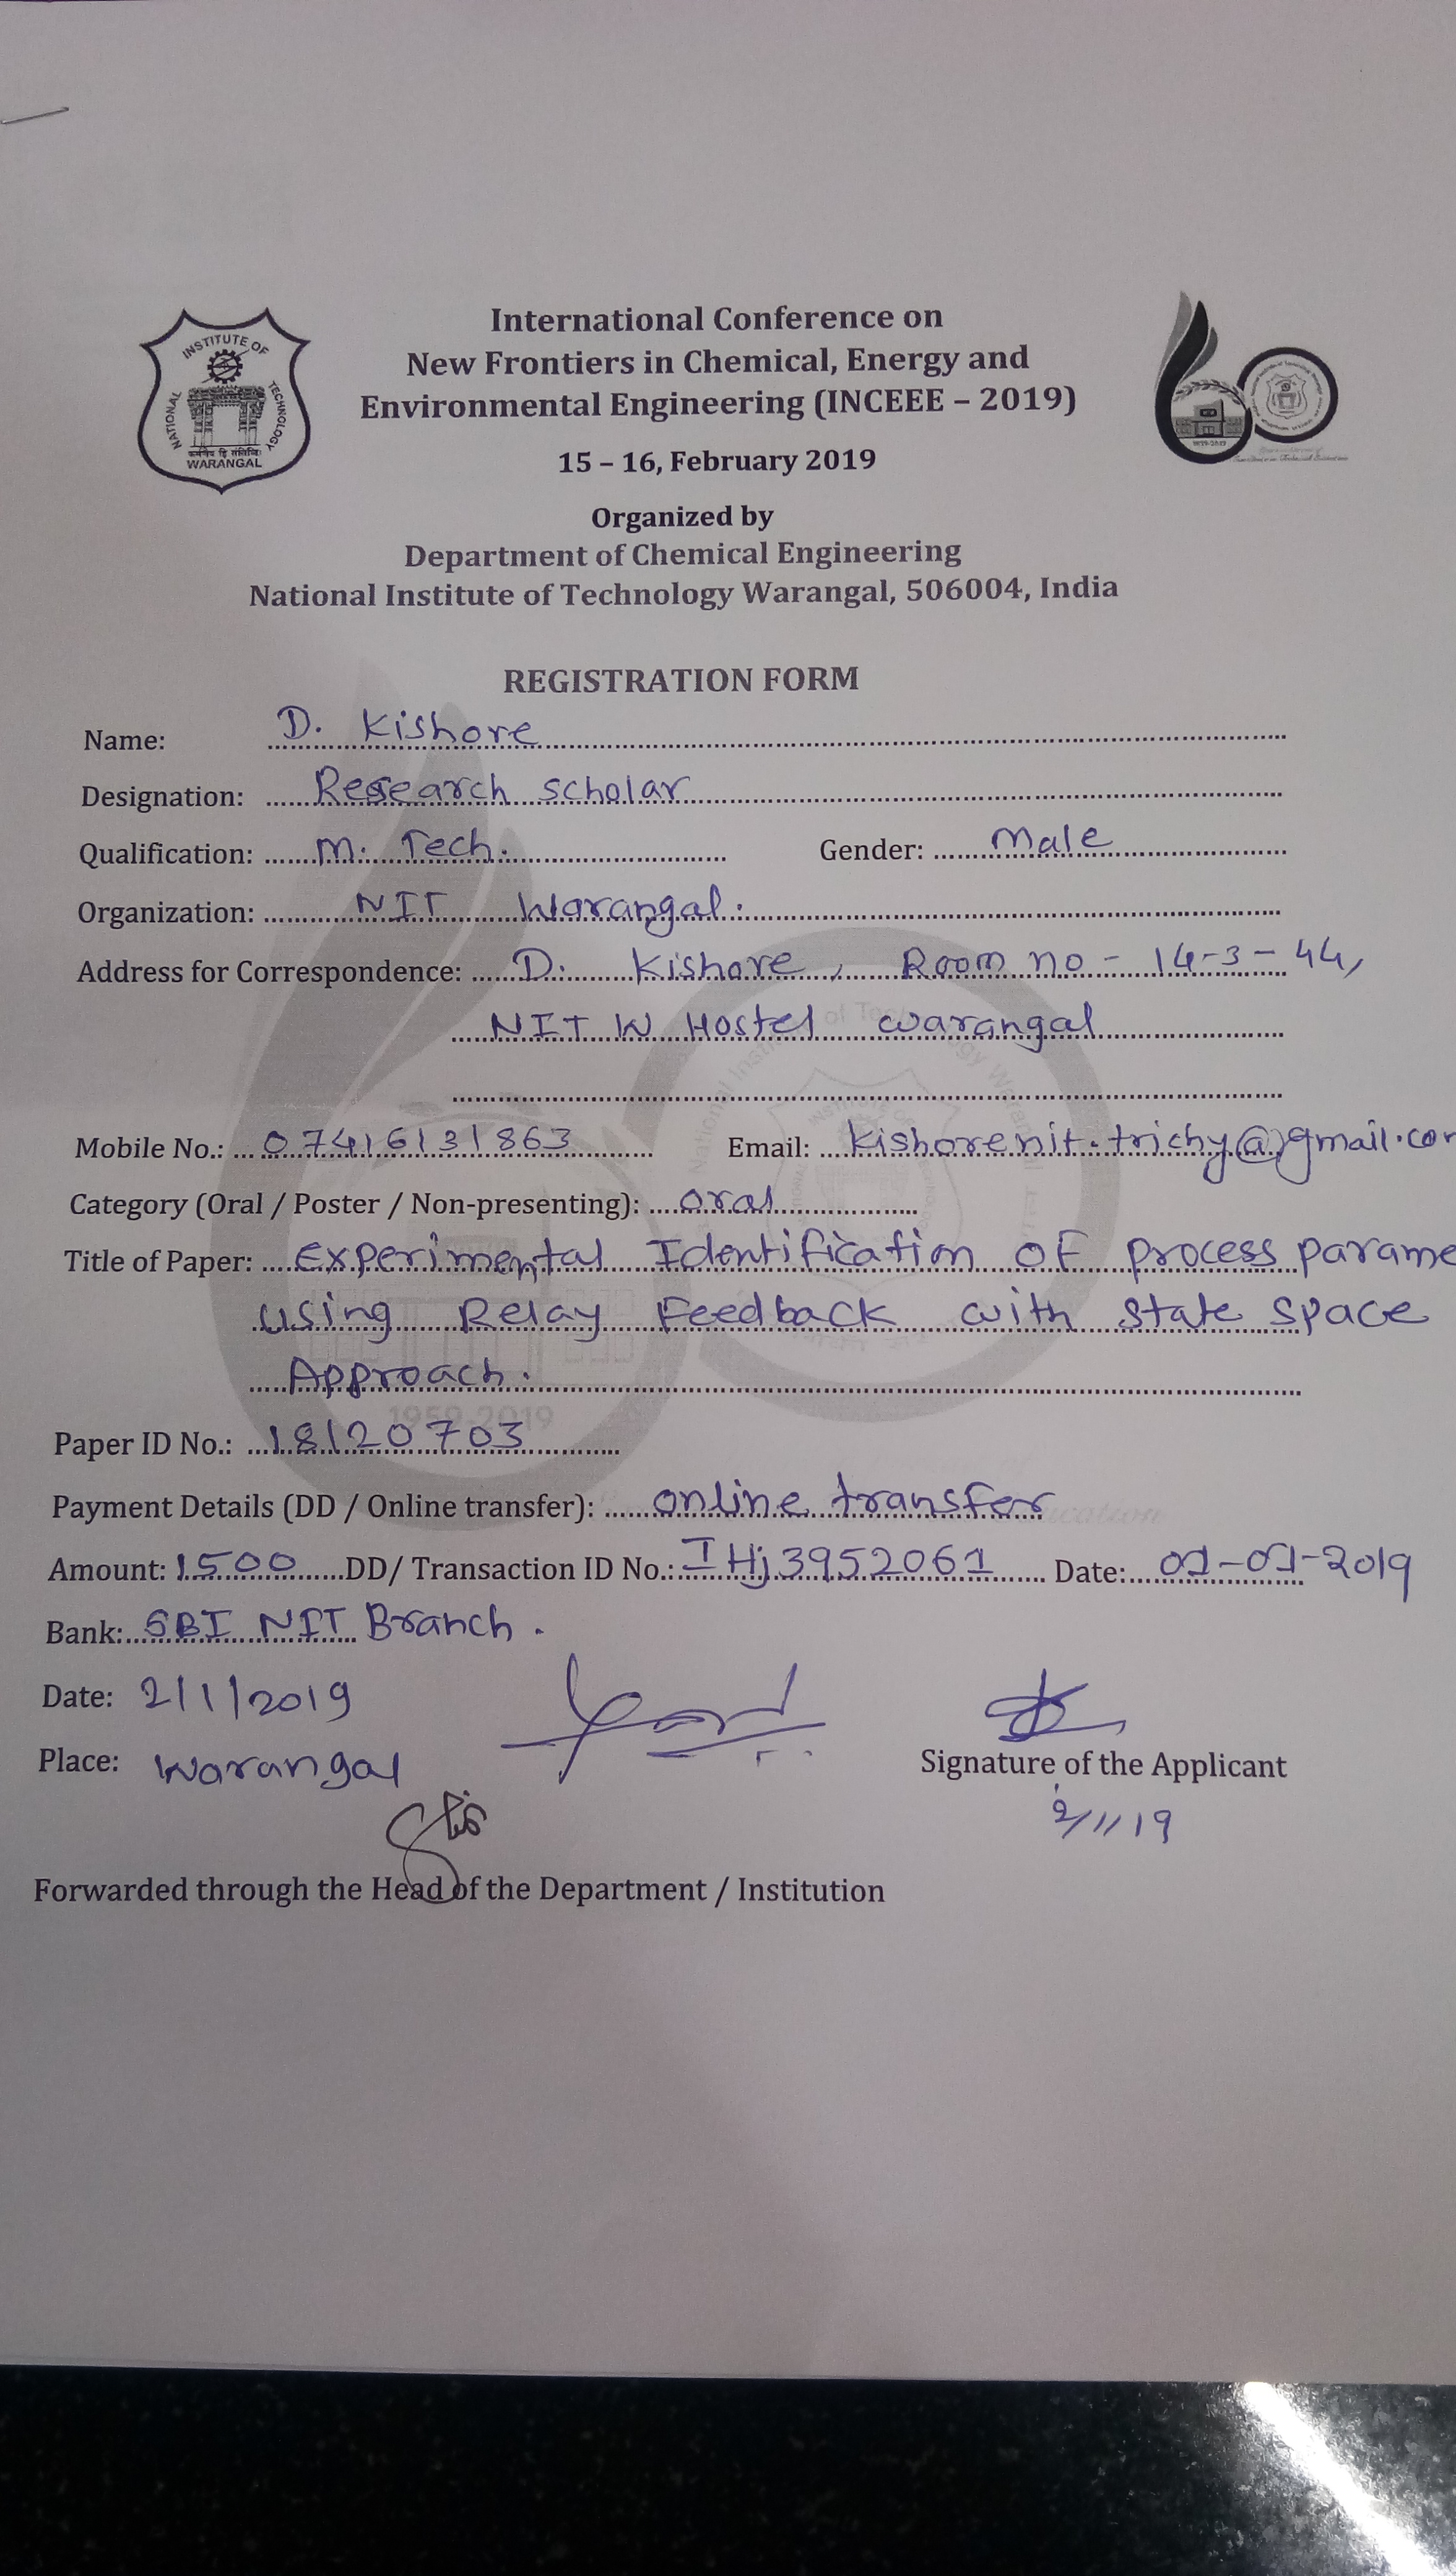 International Conference on
New Frontiers in Chemical, Energy and
Environmental Engineering (INCEEE – 2019)
15 – 16, February 2019
Organized by
Department of Chemical Engineering
National Institute of Technology Warangal, 506004, India
NATIONAL INSTITUTE OF TECHNOLOGY
WARANGAL
REGISTRATION FORM
Name: D. Kishore
Designation: Research scholar
Qualification: M. Tech. Gender: Male
Organization: NIT Warangal.
Address for Correspondence: D. Kishore, Room no - 14-3-44,
NIT W Hostel warangal
Mobile No.: 07416131863 Email: kishorenit.trichy@gmail.co
Category (Oral / Poster / Non-presenting): oral
Title of Paper: Experimental Identification OF process parame
using Relay Feedback with State space
Approach.
1959-2019
Paper ID No.: 18120703
Payment Details (DD / Online transfer): online transfer
Amount: 1500 DD/ Transaction ID No.: IHj3952061 Date: 01-01-2019
Bank: SBI NIT Branch.
Date: 2/1/2019
Place: Warangal
Signature of the Applicant
2/1/19
Forwarded through the Head of the Department / Institution